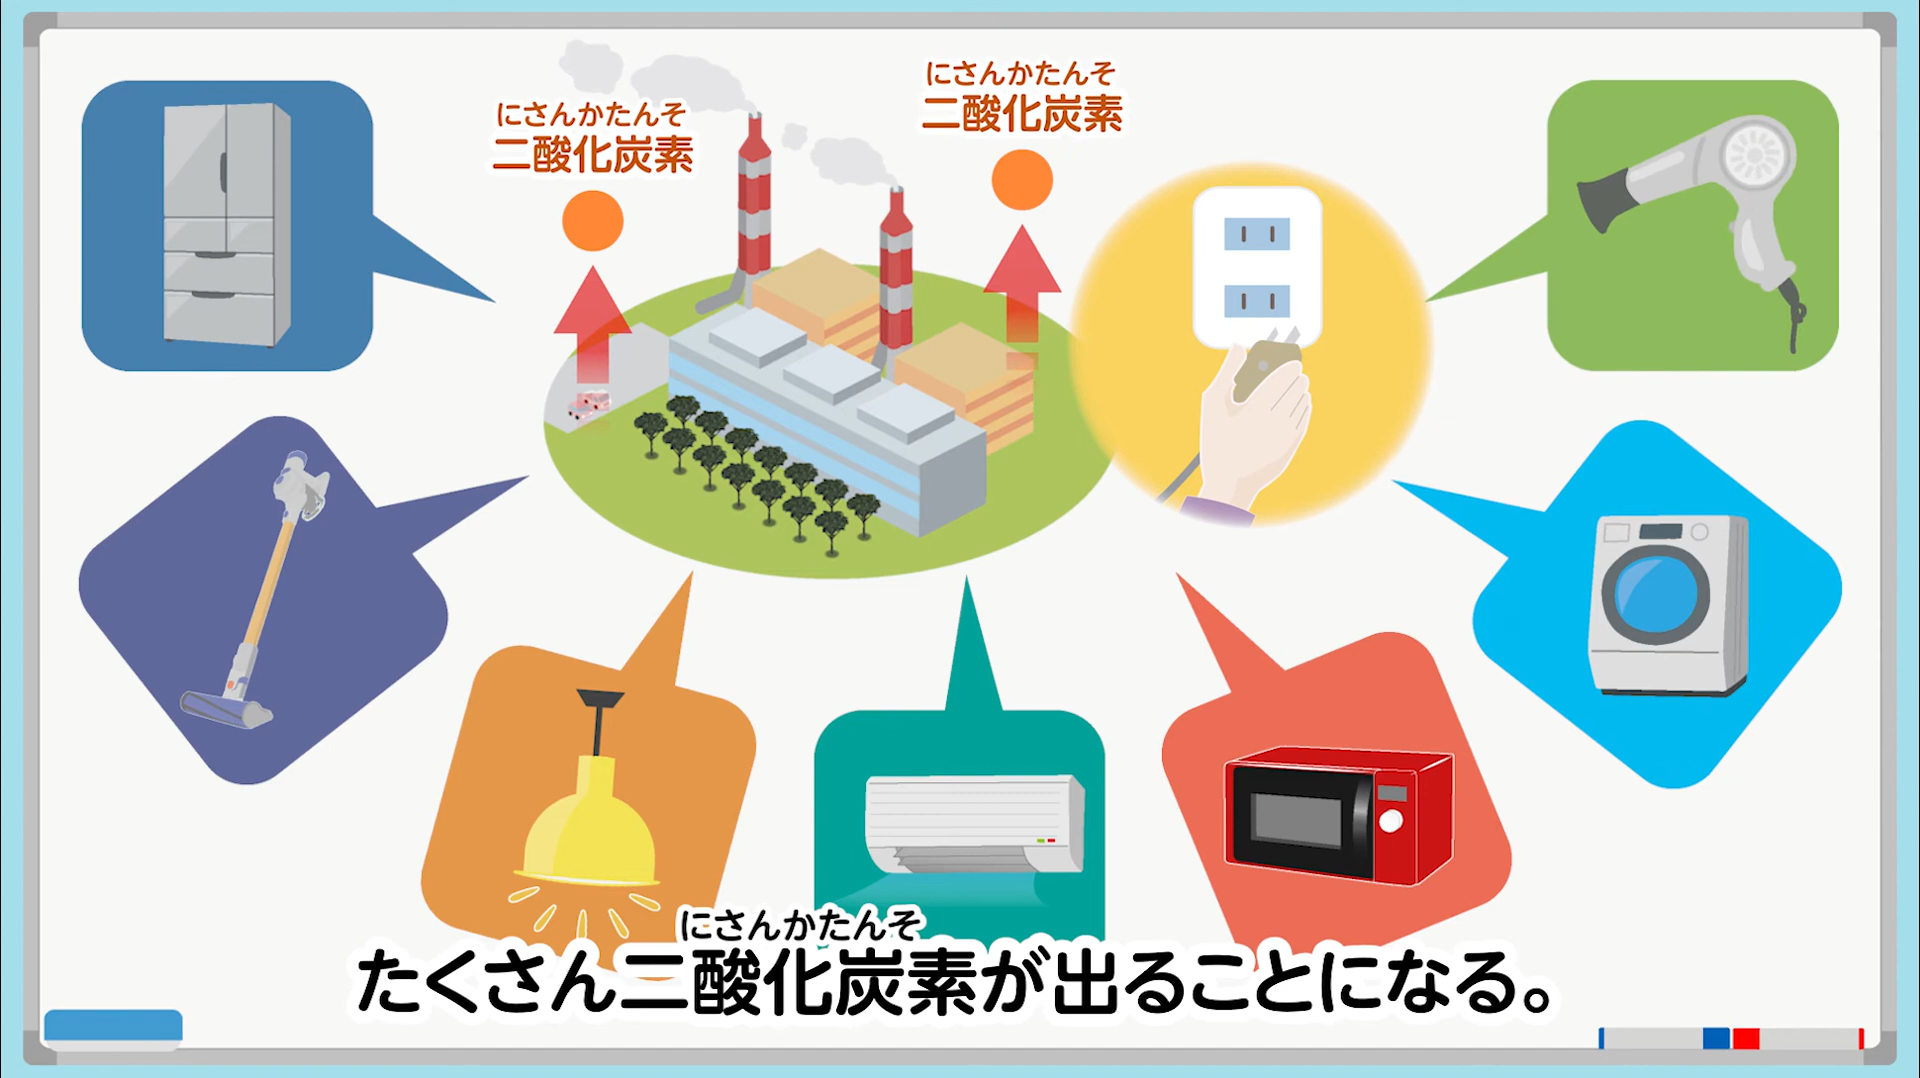 にさんかたんそ
二酸化炭素
にさんかたんそ
二酸化炭素
にさんかたんそ
たくさん二酸化炭素が出ることになる。